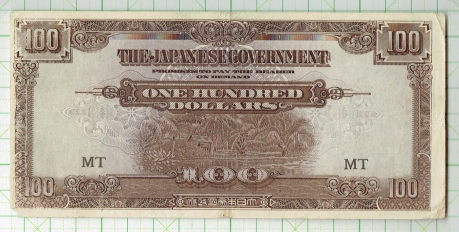 100 100
THE JAPANESE GOVERNMENT
PROMISES TO PAY THE BEARER
ON DEMAND
ONE HUNDRED
DOLLARS
MT MT
100
100 100